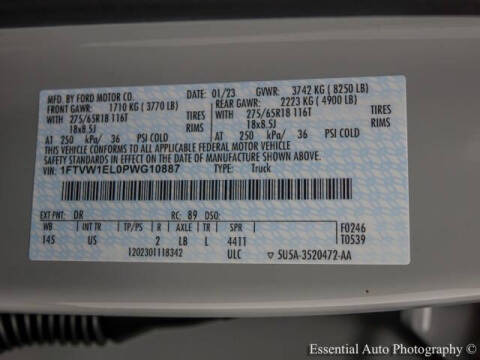 MFD. BY FORD MOTOR CO. 01/23 GVWR: 3742 KG ( 8250 LB)
FRONT GAWR: 1710 KG ( 3770 LB) REAR GAWR: 2223 KG ( 4900 LB)
WITH 275/65R18 116T TIRES WITH 275/65R18 116T TIRES
18x8.5J RIMS 18x8.5J RIMS
AT 250 kPa/ 36 PSI COLD AT 250 kPa/ 36 PSI COLD
THIS VEHICLE CONFORMS TO ALL APPLICABLE FEDERAL MOTOR VEHICLE
SAFETY AND THEFT PREVENTION STANDARDS IN EFFECT ON THE DATE OF MANUFACTURE SHOWN ABOVE.
VIN: 1FTVW1EL0PWG10887 TYPE: Truck
EXT PNT: DR RC: 89 DSO:
WB INT TR TP/PS R AXLE TR SPR F0246
145 US 2 LB L 4411 T0539
1202301118342 ULC ▽ 5U5A-3520472-AA
Essential Auto Photography ©